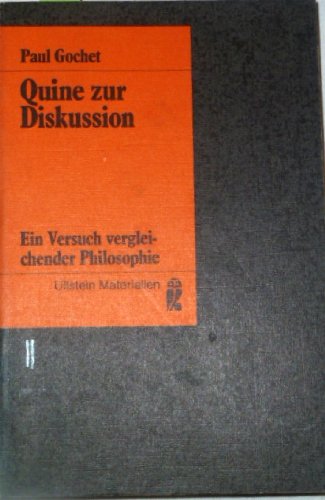 Paul Gochet
Quine zur
Diskussion
Ein Versuch verglei-
chender Philosophie
Ullstein Materialien